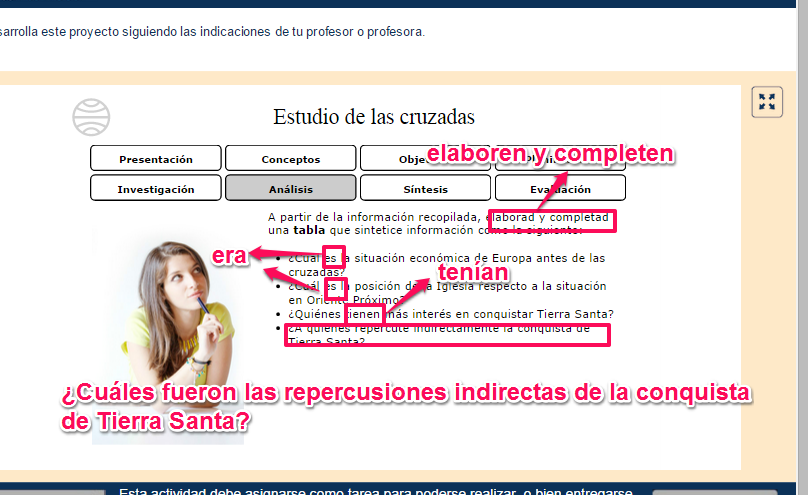 sarrolla este proyecto siguiendo las indicaciones de tu profesor o profesora.
Estudio de las cruzadas
elaboren y completen
Presentación Conceptos
Investigación Análisis Síntesis Evaluación
A partir de la información recopilada, elaborad y completad
una tabla que sintetice información como la siguiente:
era
• ¿Cuál es la situación económica de Europa antes de las
cruzadas?
tenían
• ¿Cuál es la posición de la Iglesia respecto a la situación
en Oriente Próximo?
• ¿Quiénes tienen más interés en conquistar Tierra Santa?
• ¿A quiénes repercute indirectamente la conquista de
Tierra Santa?
¿Cuáles fueron las repercusiones indirectas de la conquista
de Tierra Santa?
Esta actividad debe asignarse como tarea para poderse realizar, o bien entregarse